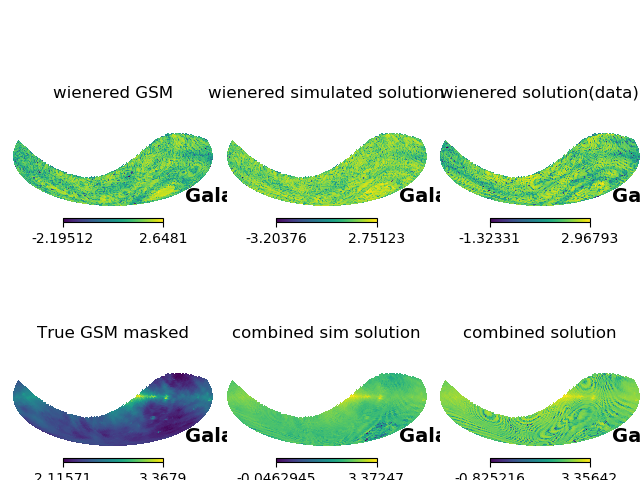 wienered GSM
wienered simulated solution
wienered solution(data)
Gala
Gala
Ga
-2.19512 2.6481
-3.20376 2.75123
-1.32331 2.96793
True GSM masked
combined sim solution
combined solution
Gala
Gala
Ga
2.11571 3.3679
-0.0462945 3.37247
-0.825216 3.35642